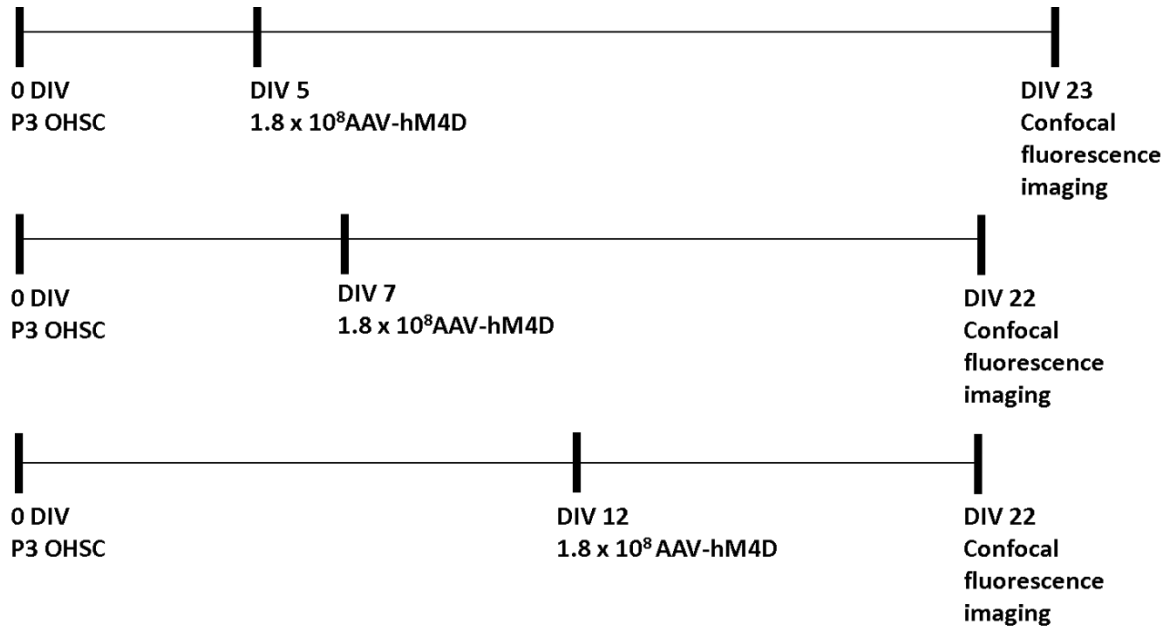 0 DIV
P3 OHSC
DIV 5
1.8 x 10⁸AAV-hM4D
DIV 23
Confocal
fluorescence
imaging
0 DIV
P3 OHSC
DIV 7
1.8 x 10⁸AAV-hM4D
DIV 22
Confocal
fluorescence
imaging
0 DIV
P3 OHSC
DIV 12
1.8 x 10⁸ AAV-hM4D
DIV 22
Confocal
fluorescence
imaging